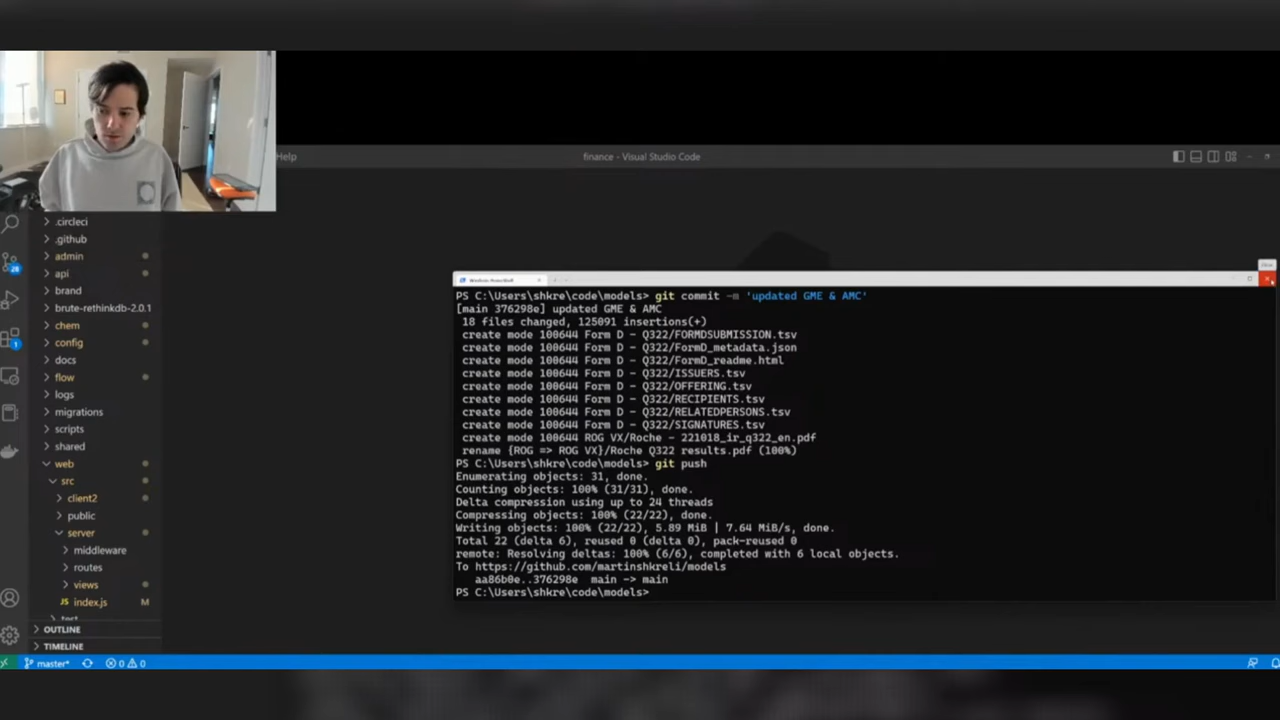 Help
finance - Visual Studio Code
.circleci
.github
admin
api
brand
brute-rethinkdb-2.0.1
chem
config
docs
flow
logs
migrations
scripts
shared
web
src
client2
public
server
middleware
routes
views
JS index.js M
OUTLINE
TIMELINE
master* 0 0
28
1
PS C:\Users\shkre\code\models> git commit -m 'updated GME & AMC'
[main 376298e] updated GME & AMC
18 files changed, 125091 insertions(+)
create mode 100644 Form D - Q322/FORMDSUBMISSION.tsv
create mode 100644 Form D - Q322/FormD_metadata.json
create mode 100644 Form D - Q322/FormD_readme.html
create mode 100644 Form D - Q322/ISSUERS.tsv
create mode 100644 Form D - Q322/OFFERING.tsv
create mode 100644 Form D - Q322/RECIPIENTS.tsv
create mode 100644 Form D - Q322/RELATEDPERSONS.tsv
create mode 100644 Form D - Q322/SIGNATURES.tsv
create mode 100644 ROG VX/Roche - 221018_ir_q322_en.pdf
rename {ROG => ROG VX}/Roche Q322 results.pdf (100%)
PS C:\Users\shkre\code\models> git push
Enumerating objects: 31, done.
Counting objects: 100% (31/31), done.
Delta compression using up to 24 threads
Compressing objects: 100% (22/22), done.
Writing objects: 100% (22/22), 5.89 MiB | 7.64 MiB/s, done.
Total 22 (delta 6), reused 0 (delta 0), pack-reused 0
remote: Resolving deltas: 100% (6/6), completed with 6 local objects.
To https://github.com/martinshkreli/models
aa86b0e..376298e main -> main
PS C:\Users\shkre\code\models>